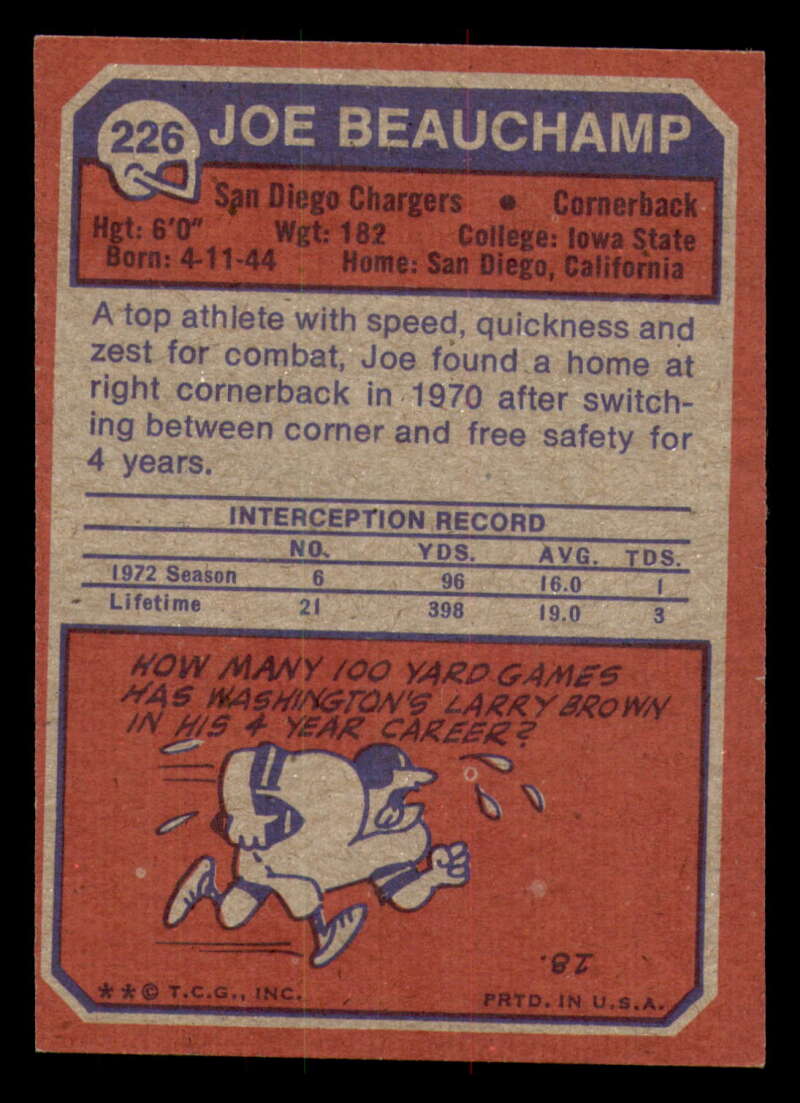 226 JOE BEAUCHAMP
San Diego Chargers • Cornerback
Hgt: 6'0" Wgt: 182 College: Iowa State
Born: 4-11-44 Home: San Diego, California
A top athlete with speed, quickness and
zest for combat, Joe found a home at
right cornerback in 1970 after switch-
ing between corner and free safety for
4 years.
INTERCEPTION RECORD
NO. YDS. AVG. TDS.
1972 Season 6 96 16.0 1
Lifetime 21 398 19.0 3
HOW MANY 100 YARD GAMES
HAS WASHINGTON'S LARRY BROWN
IN HIS 4 YEAR CAREER?
18.
**© T.C.G., INC. PRTD. IN U.S.A.